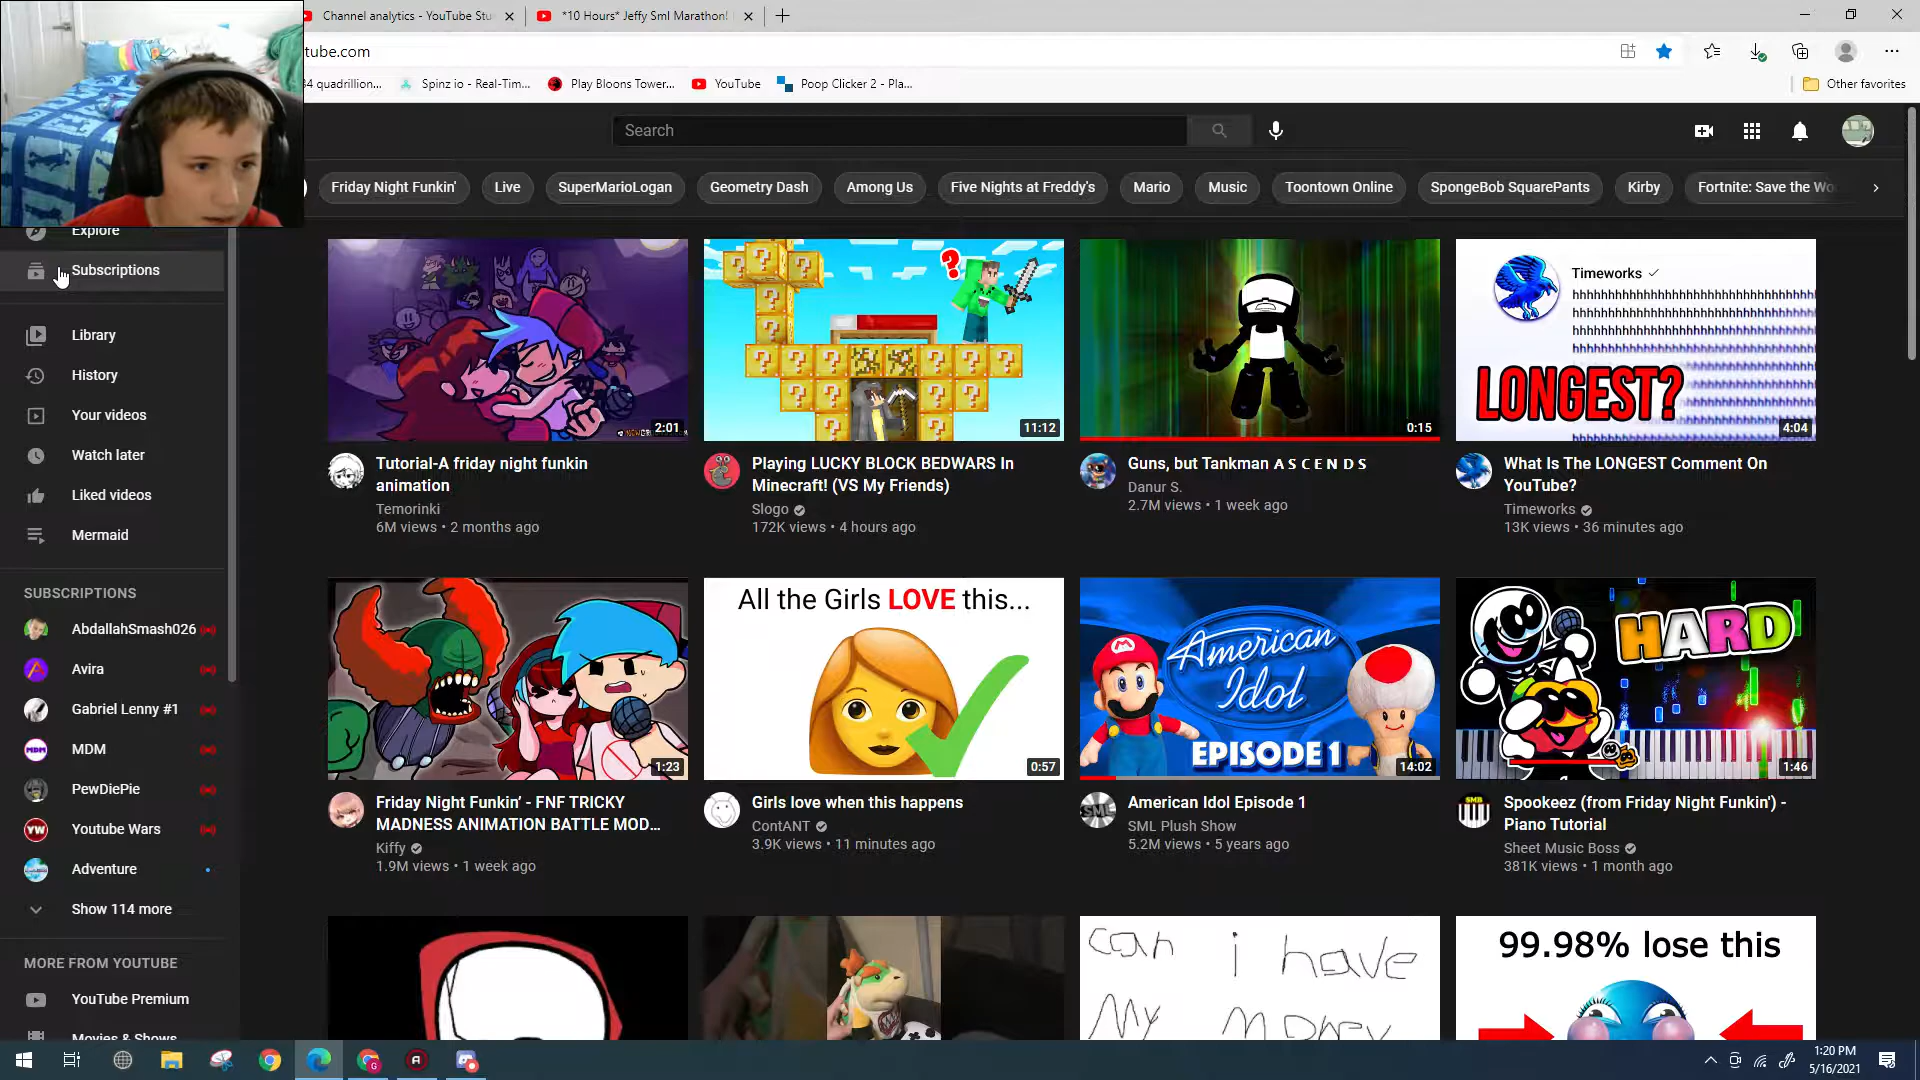 Channel analytics - YouTube Stu
*10 Hours* Jeffy Sml Marathon!
tube.com
34 quadrillion...
Spinz io - Real-Tim...
Play Bloons Tower...
YouTube
Poop Clicker 2 - Pla...
Other favorites
Search
Friday Night Funkin'
Live
SuperMarioLogan
Geometry Dash
Among Us
Five Nights at Freddy's
Mario
Music
Toontown Online
SpongeBob SquarePants
Kirby
Fortnite: Save the Wo
Explore
Subscriptions
Library
History
Your videos
Watch later
Liked videos
Mermaid
SUBSCRIPTIONS
AbdallahSmash026
Avira
Gabriel Lenny #1
MDM
MDM
PewDiePie
YW
Youtube Wars
Adventure
Show 114 more
MORE FROM YOUTUBE
YouTube Premium
Movies & Shows
2:01
Tutorial-A friday night funkin
animation
Temorinki
6M views • 2 months ago
11:12
Playing LUCKY BLOCK BEDWARS In
Minecraft! (VS My Friends)
Slogo
172K views • 4 hours ago
0:15
Guns, but Tankman A S C E N D S
Danur S.
2.7M views • 1 week ago
Timeworks
LONGEST?
4:04
What Is The LONGEST Comment On
YouTube?
Timeworks
13K views • 36 minutes ago
1:23
Friday Night Funkin' - FNF TRICKY
MADNESS ANIMATION BATTLE MOD...
Kiffy
1.9M views • 1 week ago
All the Girls LOVE this...
0:57
Girls love when this happens
ContANT
3.9K views • 11 minutes ago
American
Idol
EPISODE 1
14:02
American Idol Episode 1
SML
SML Plush Show
5.2M views • 5 years ago
HARD
1:46
Spookeez (from Friday Night Funkin') -
Piano Tutorial
SMB
Sheet Music Boss
381K views • 1 month ago
can i have
My money
99.98% lose this
1:20 PM
5/16/2021